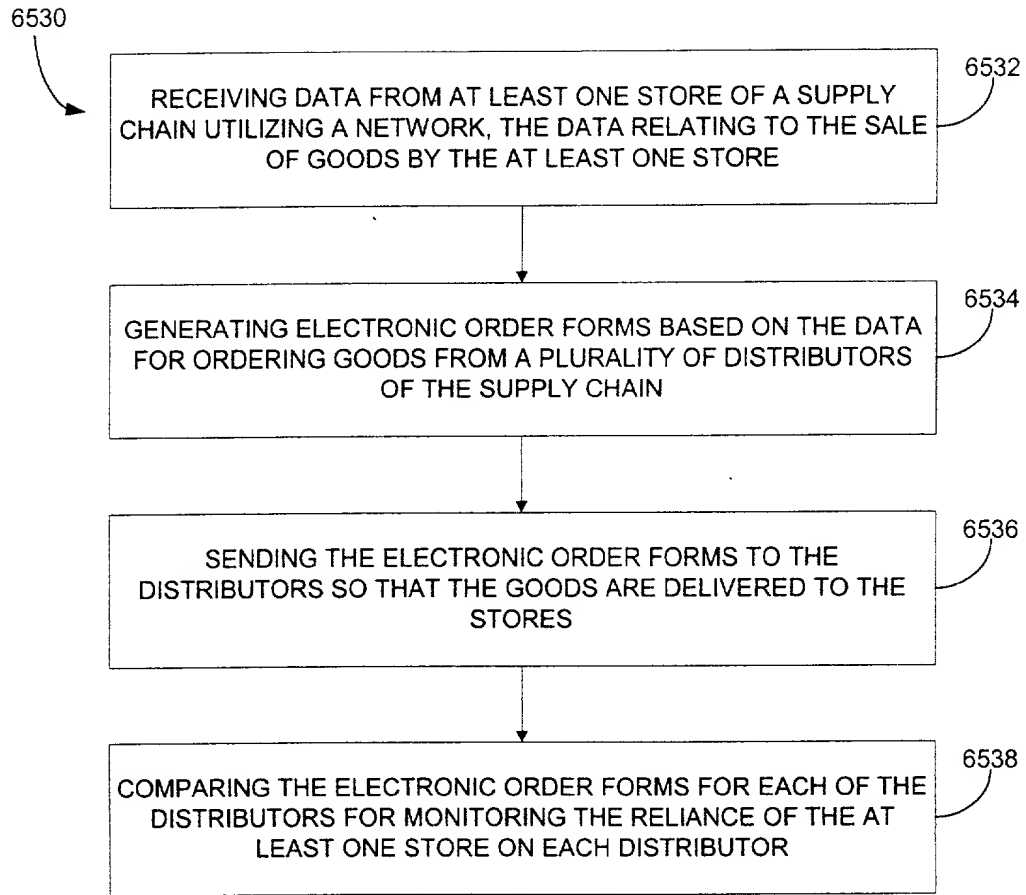 6530
6532
RECEIVING DATA FROM AT LEAST ONE STORE OF A SUPPLY
CHAIN UTILIZING A NETWORK, THE DATA RELATING TO THE SALE
OF GOODS BY THE AT LEAST ONE STORE
6534
GENERATING ELECTRONIC ORDER FORMS BASED ON THE DATA
FOR ORDERING GOODS FROM A PLURALITY OF DISTRIBUTORS
OF THE SUPPLY CHAIN
6536
SENDING THE ELECTRONIC ORDER FORMS TO THE
DISTRIBUTORS SO THAT THE GOODS ARE DELIVERED TO THE
STORES
6538
COMPARING THE ELECTRONIC ORDER FORMS FOR EACH OF THE
DISTRIBUTORS FOR MONITORING THE RELIANCE OF THE AT
LEAST ONE STORE ON EACH DISTRIBUTOR